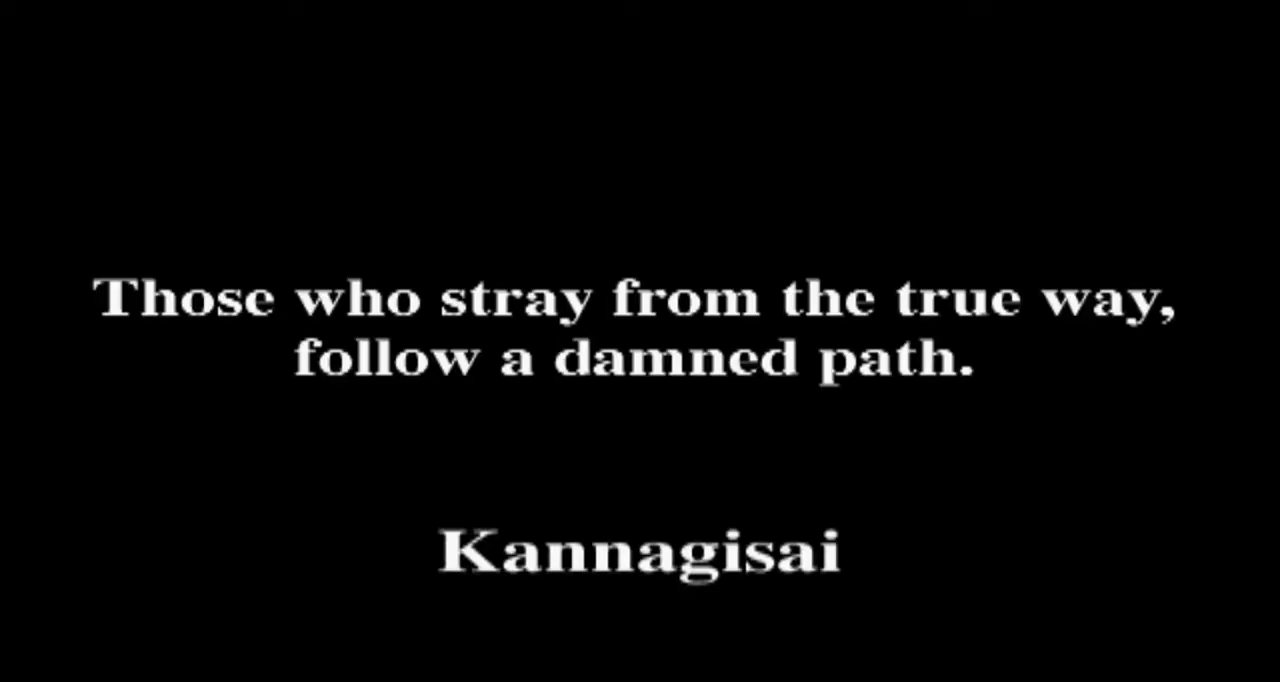 Those who stray from the true way,
follow a damned path.
Kannagisai